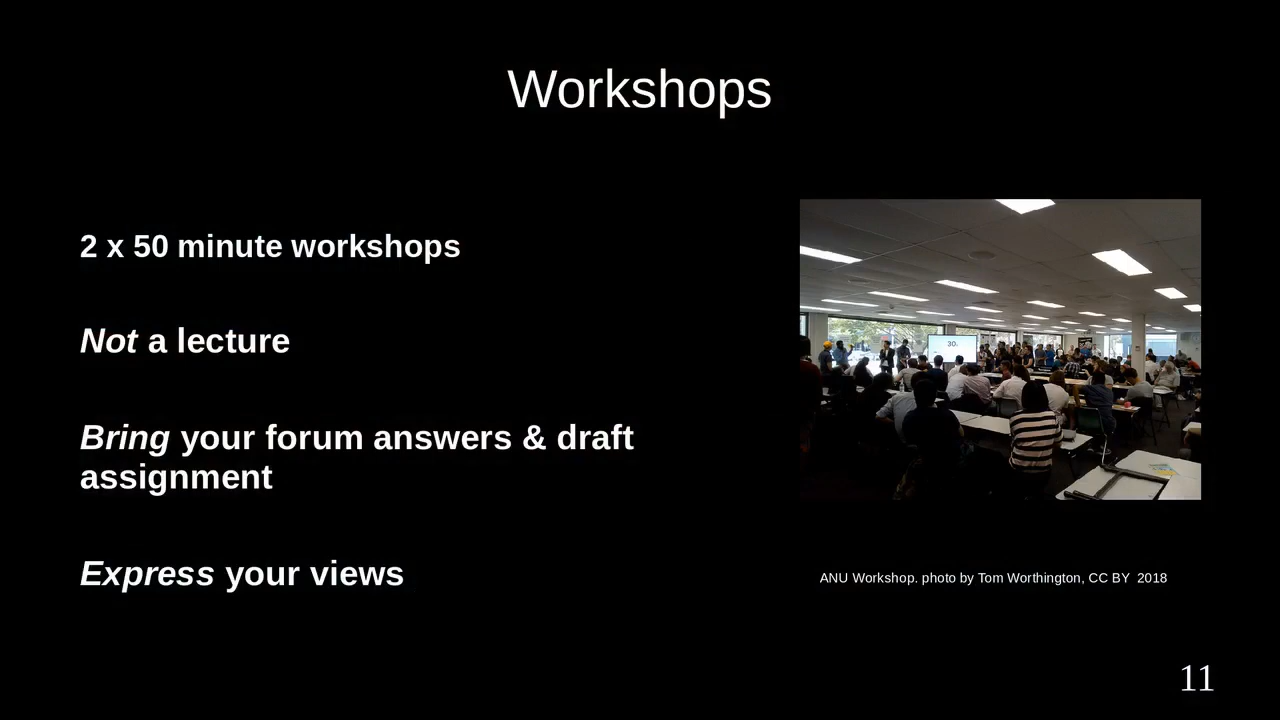 Workshops
2 x 50 minute workshops
Not a lecture
Bring your forum answers & draft
assignment
Express your views
30.
ANU Workshop. photo by Tom Worthington, CC BY  2018
11